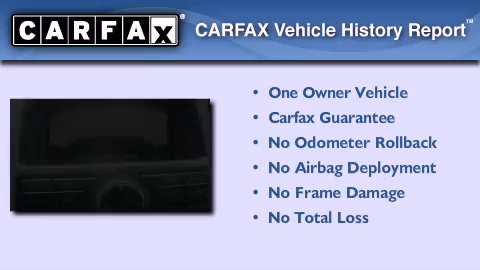 CARFAX® CARFAX Vehicle History Report™
• One Owner Vehicle
• Carfax Guarantee
• No Odometer Rollback
• No Airbag Deployment
• No Frame Damage
• No Total Loss